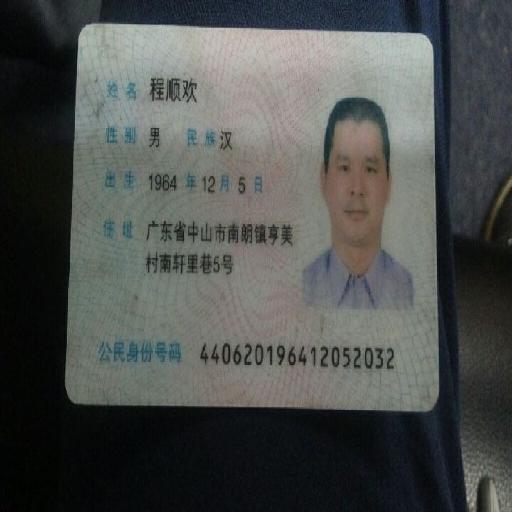 姓名 程顺欢
性别 男 民族 汉
出生 1964 年 12 月 5 日
住址 广东省中山市南朗镇亨美
村南轩里巷5号
公民身份号码 440620196412052032